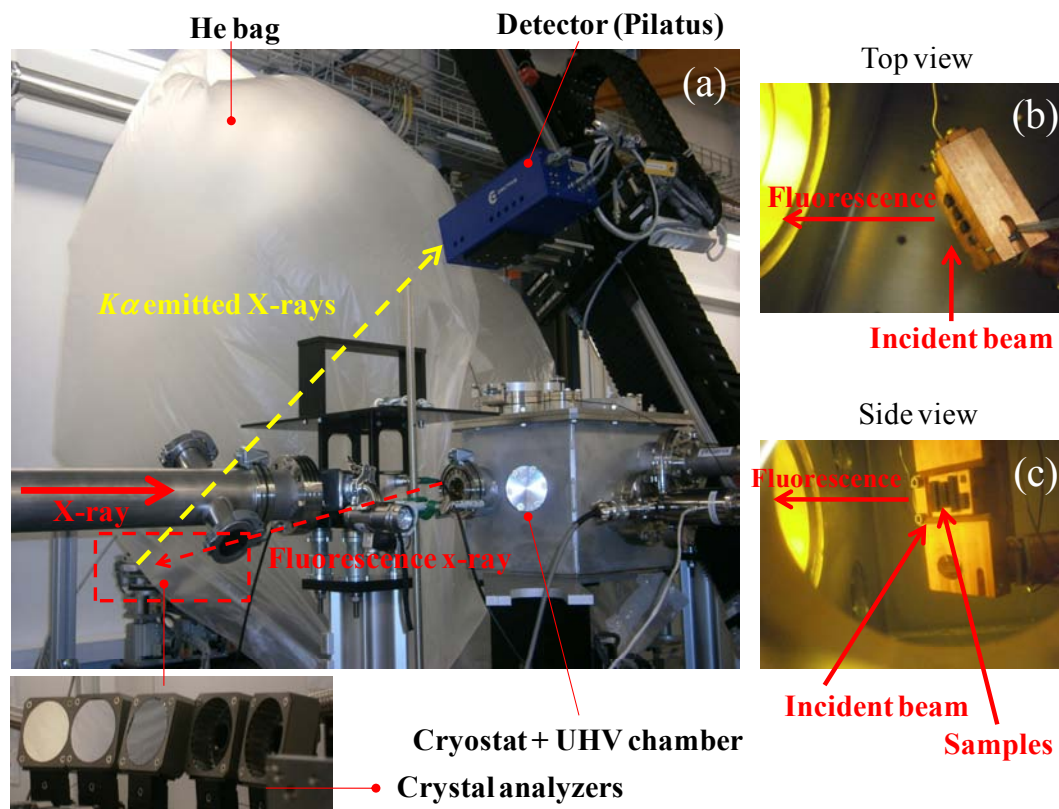 He bag
Detector (Pilatus)
(a)
Top view
(b)
Fluorescence
Incident beam
Kα emitted X-rays
Side view
(c)
Fluorescence
X-ray
Fluorescence x-ray
Incident beam
Samples
Cryostat + UHV chamber
Crystal analyzers